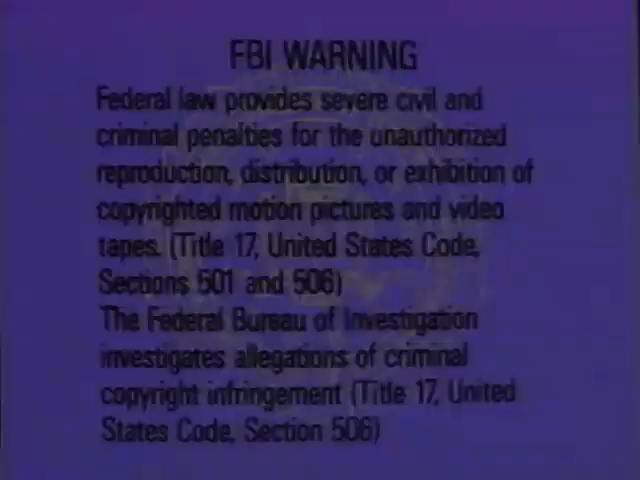 FBI WARNING
Federal law provides severe civil and
criminal penalties for the unauthorized
reproduction, distribution, or exhibition of
copyrighted motion pictures and video
tapes. (Title 17, United States Code,
Sections 501 and 506)
The Federal Bureau of Investigation
investigates allegations of criminal
copyright infringement (Title 17, United
States Code, Section 506)